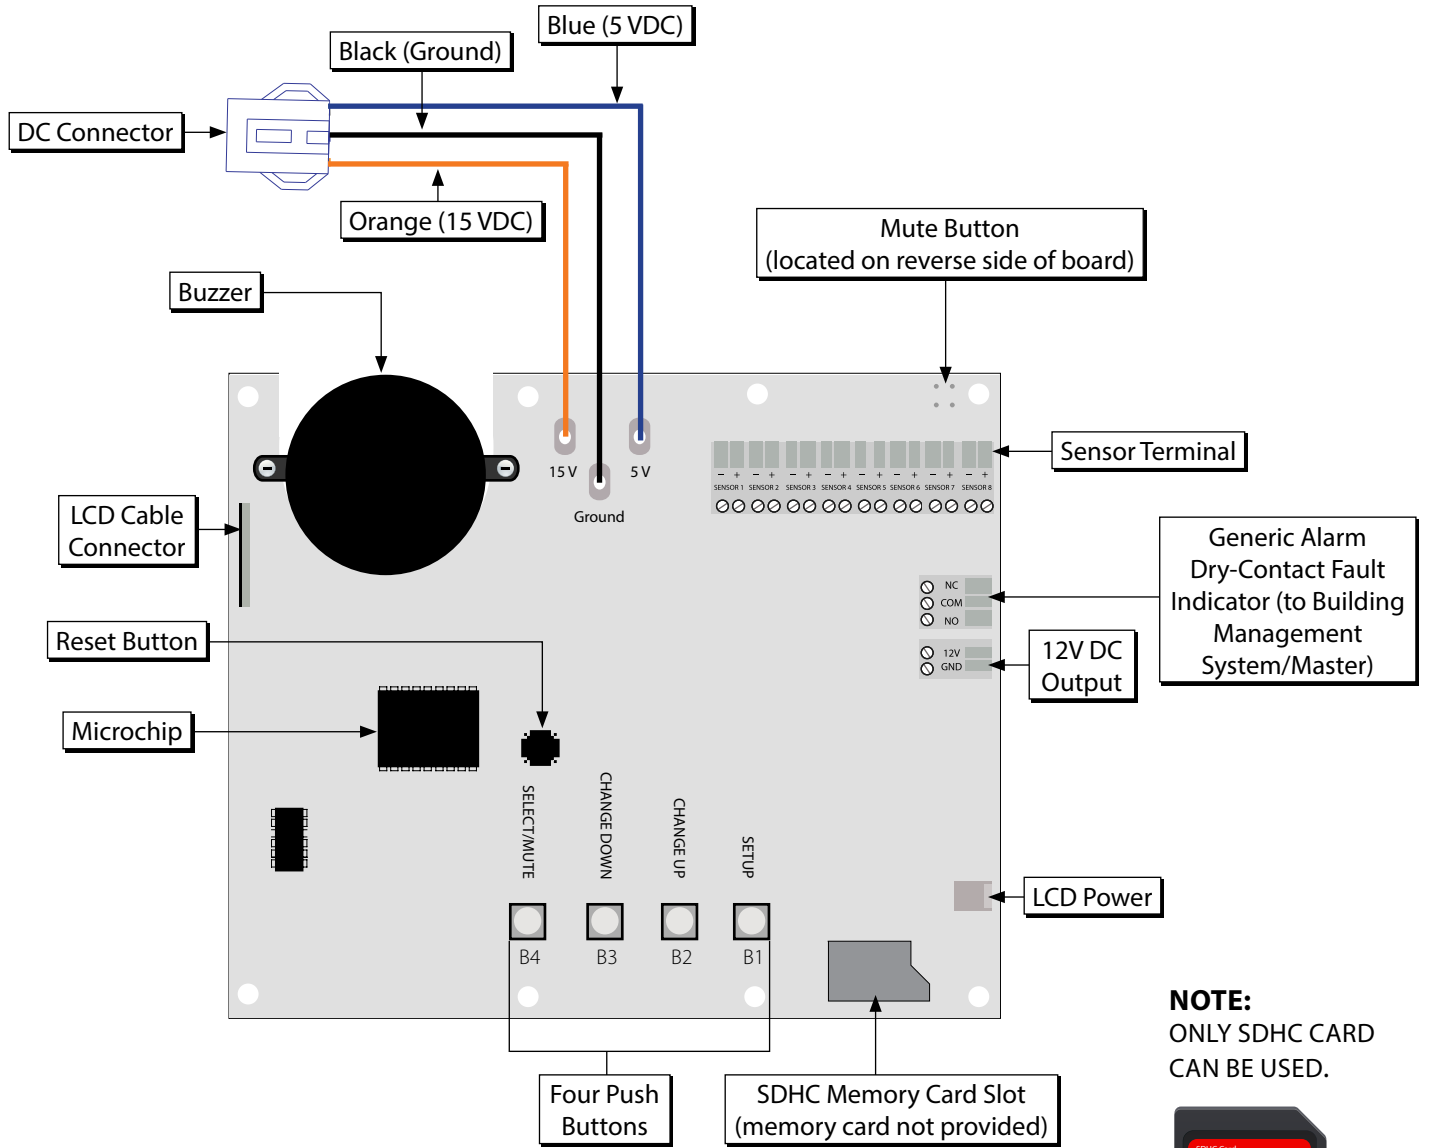 Blue (5 VDC)
Black (Ground)
DC Connector
Orange (15 VDC)
Mute Button
(located on reverse side of board)
Buzzer
15 V
5 V
Ground
Sensor Terminal
− + − + − + − + − + − + − + − +
SENSOR 1 SENSOR 2 SENSOR 3 SENSOR 4 SENSOR 5 SENSOR 6 SENSOR 7 SENSOR 8
LCD Cable
Connector
Generic Alarm
Dry-Contact Fault
Indicator (to Building
Management
System/Master)
NC
COM
NO
12V
GND
12V DC
Output
Reset Button
Microchip
SELECT/MUTE
CHANGE DOWN
CHANGE UP
SETUP
LCD Power
B4
B3
B2
B1
NOTE:
ONLY SDHC CARD
CAN BE USED.
Four Push
Buttons
SDHC Memory Card Slot
(memory card not provided)
SDHC Card